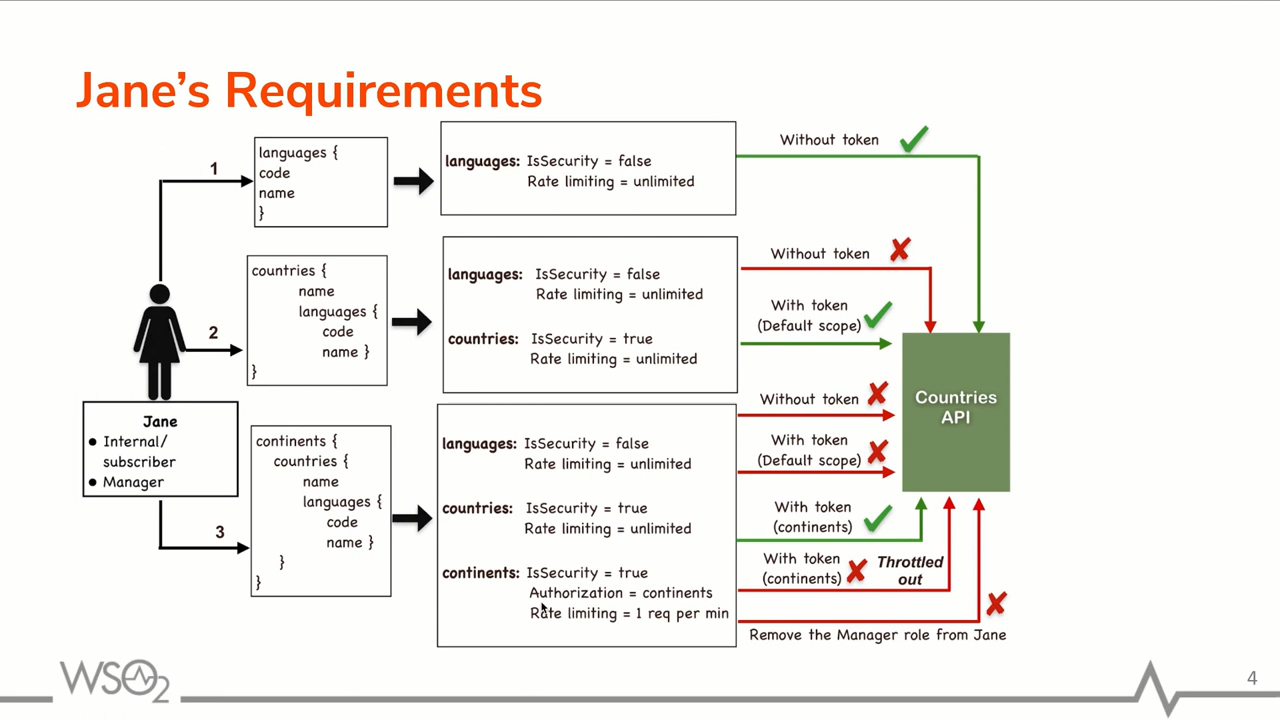 Jane's Requirements
1
languages {
code
name
}
languages: IsSecurity = false
Rate limiting = unlimited
Without token
2
countries {
name
languages {
code
name }
}
languages: IsSecurity = false
Rate limiting = unlimited
countries: IsSecurity = true
Rate limiting = unlimited
Without token
With token
(Default scope)
Jane
Internal/
subscriber
Manager
3
continents {
countries {
name
languages {
code
name }
}
}
languages: IsSecurity = false
Rate limiting = unlimited
countries: IsSecurity = true
Rate limiting = unlimited
continents: IsSecurity = true
Authorization = continents
Rate limiting = 1 req per min
Without token
With token
(Default scope)
With token
(continents)
With token
(continents)
Throttled
out
Remove the Manager role from Jane
Countries
API
WSO2
4